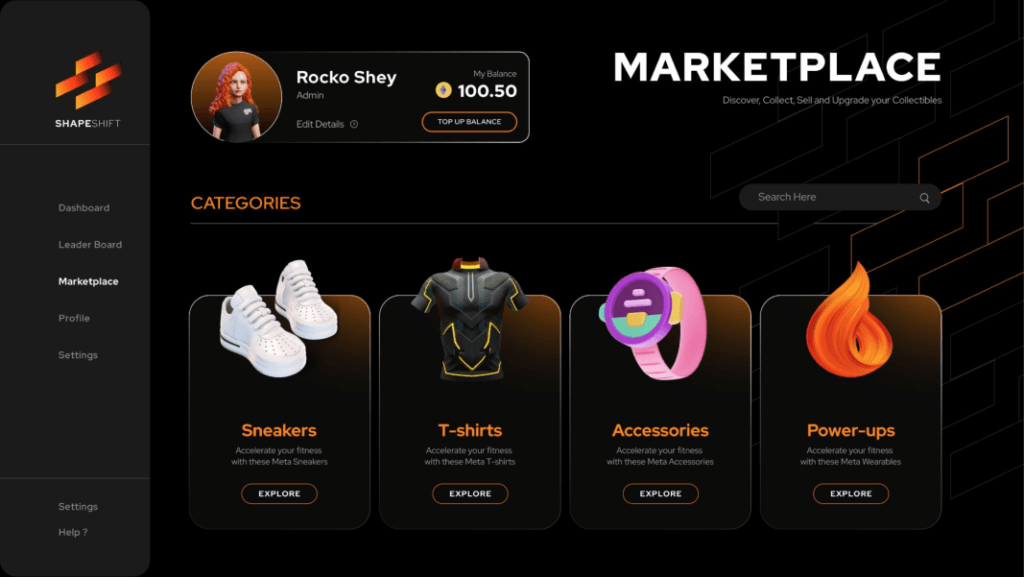 SHAPESHIFT
Dashboard
Leader Board
Marketplace
Profile
Settings
Settings
Help ?
Rocko Shey
Admin
Edit Details
My Balance
100.50
TOP UP BALANCE
MARKETPLACE
Discover, Collect, Sell and Upgrade your Collectibles
CATEGORIES
Search Here
Sneakers
Accelerate your fitness
with these Meta Sneakers
EXPLORE
T-shirts
Accelerate your fitness
with these Meta T-shirts
EXPLORE
Accessories
Accelerate your fitness
with these Meta Accessories
EXPLORE
Power-ups
Accelerate your fitness
with these Meta Wearables
EXPLORE